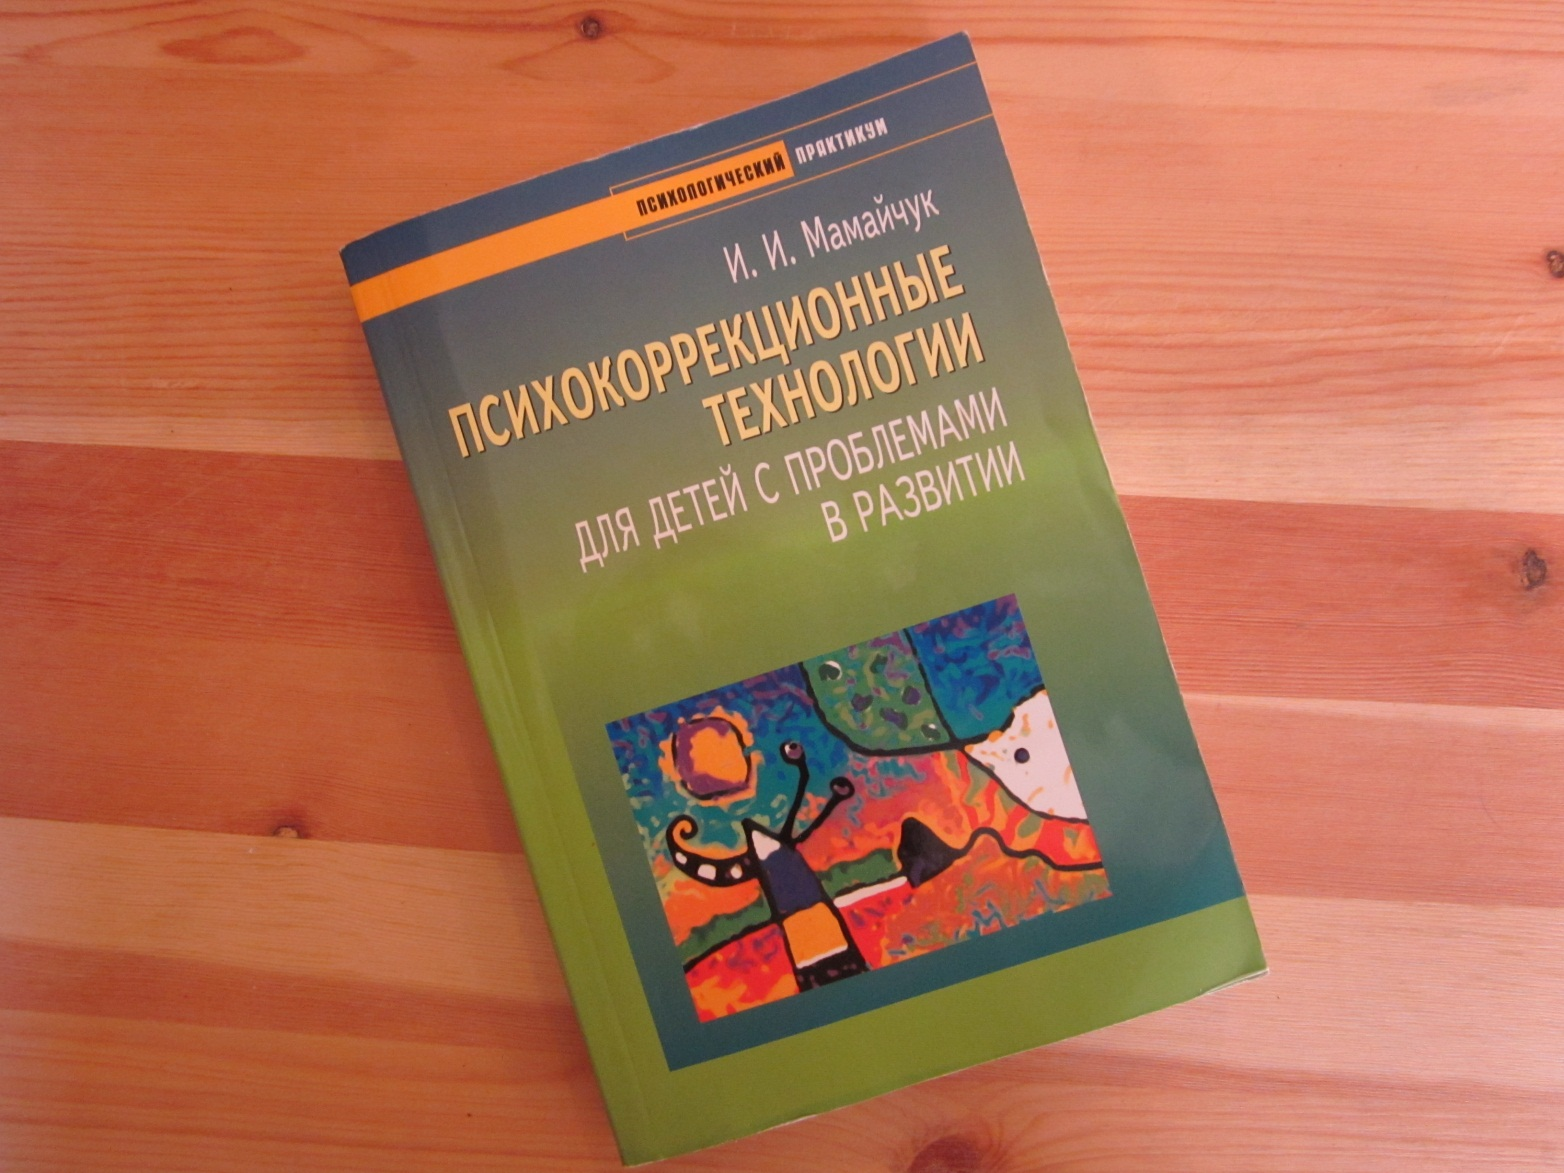 ПСИХОЛОГИЧЕСКИЙ ПРАКТИКУМ
И. И. Мамайчук
ПСИХОКОРРЕКЦИОННЫЕ
ТЕХНОЛОГИИ
ДЛЯ ДЕТЕЙ С ПРОБЛЕМАМИ
В РАЗВИТИИ